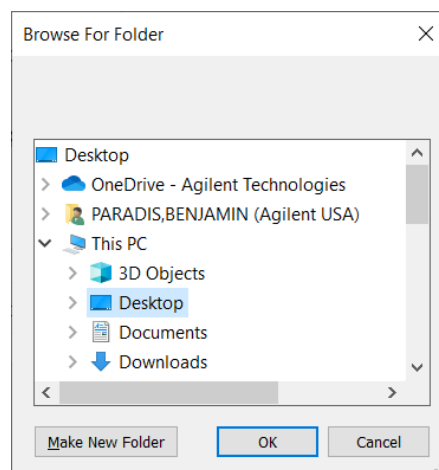 Browse For Folder
Desktop
OneDrive - Agilent Technologies
PARADIS,BENJAMIN (Agilent USA)
This PC
3D Objects
Desktop
Documents
Downloads
Make New Folder
OK
Cancel